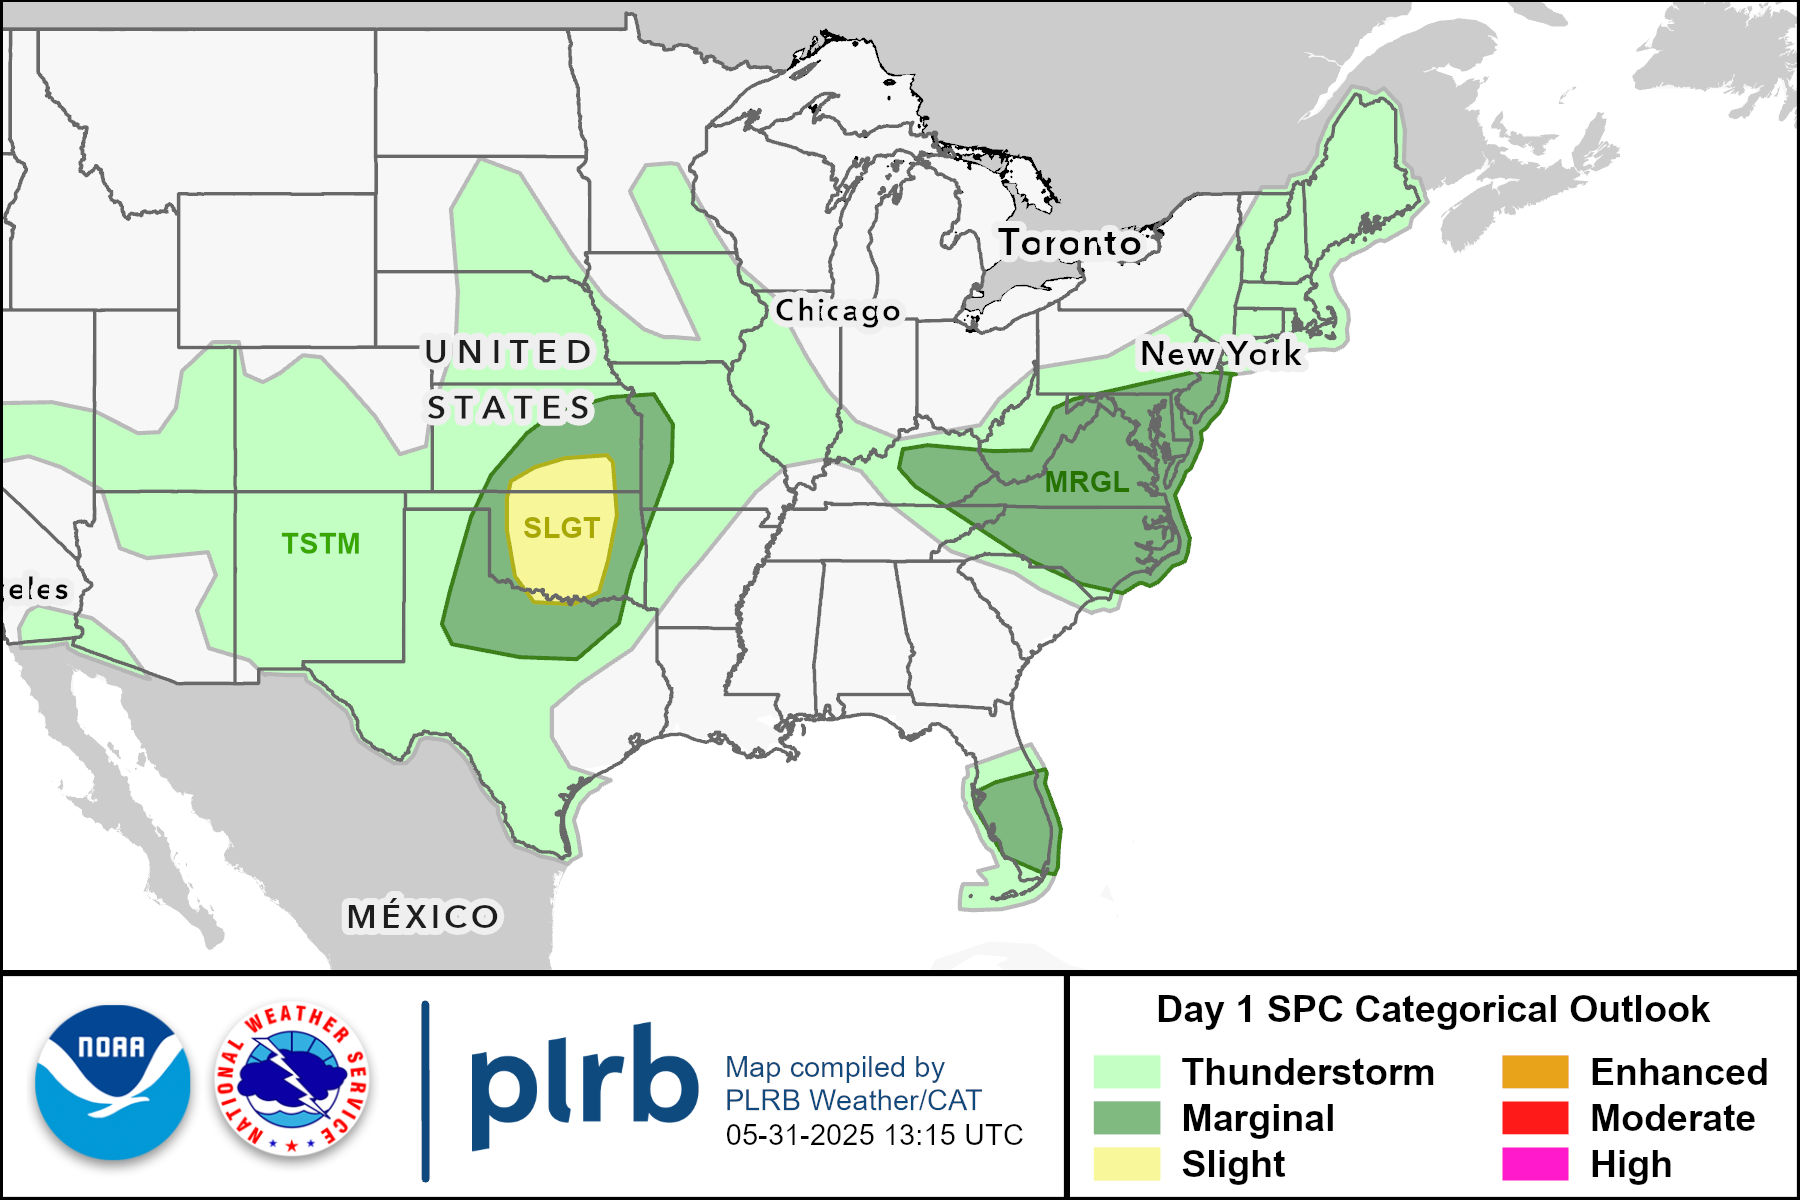 Toronto
Chicago
UNITED
STATES
New York
MRGL
SLGT
TSTM
eles
MÉXICO
NOAA
NATIONAL WEATHER SERVICE
plrb
Map compiled by
PLRB Weather/CAT
05-31-2025 13:15 UTC
Day 1 SPC Categorical Outlook
Thunderstorm
Marginal
Slight
Enhanced
Moderate
High